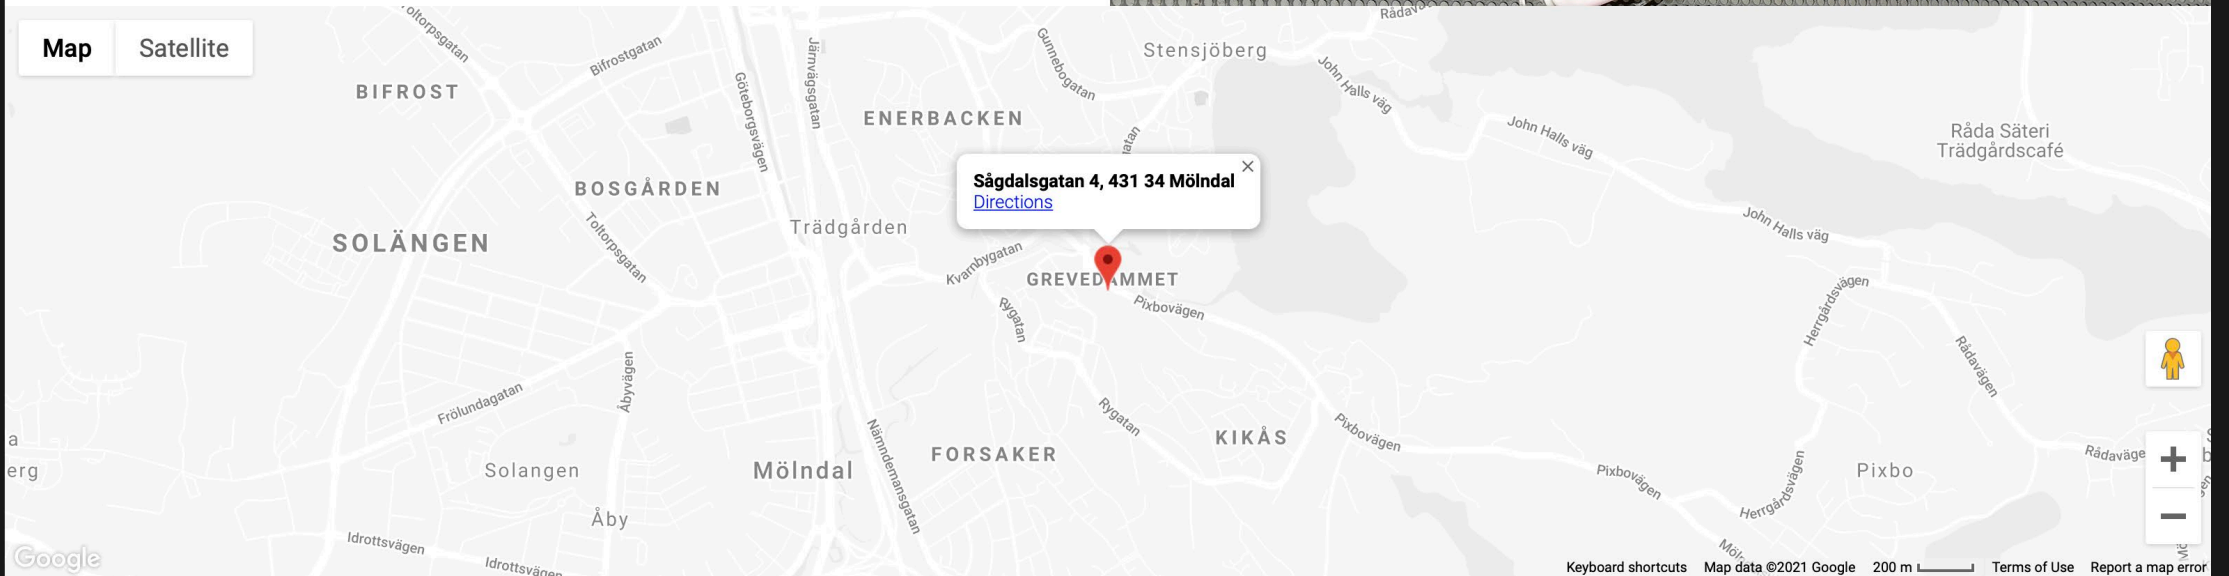 Map
Satellite
Toltorpsgatan
Bifrostgatan
BIFROST
Göteborgsvägen
Järnvägsgatan
Gunnebogatan
Stensjöberg
John Halls väg
John Halls väg
ENERBACKEN
Råda Säteri
Trädgårdscafé
BOSGÅRDEN
Sågdalsgatan 4, 431 34 Mölndal
Directions
Toltorpsgatan
Trädgården
SOLÄNGEN
John Halls väg
Kvarnbygatan
GREVEDAMMET
Pixbovägen
Rygatan
Herrgårdsvägen
Rådavägen
Åbyvägen
Frölundagatan
Rygatan
KIKÅS
Pixbovägen
Nämndemansgatan
FORSAKER
Solangen
Mölndal
Pixbovägen
Pixbo
Herrgårdsvägen
Åby
Idrottsvägen
Idrottsvägen
Google
Keyboard shortcuts
Map data ©2021 Google
200 m
Terms of Use
Report a map error